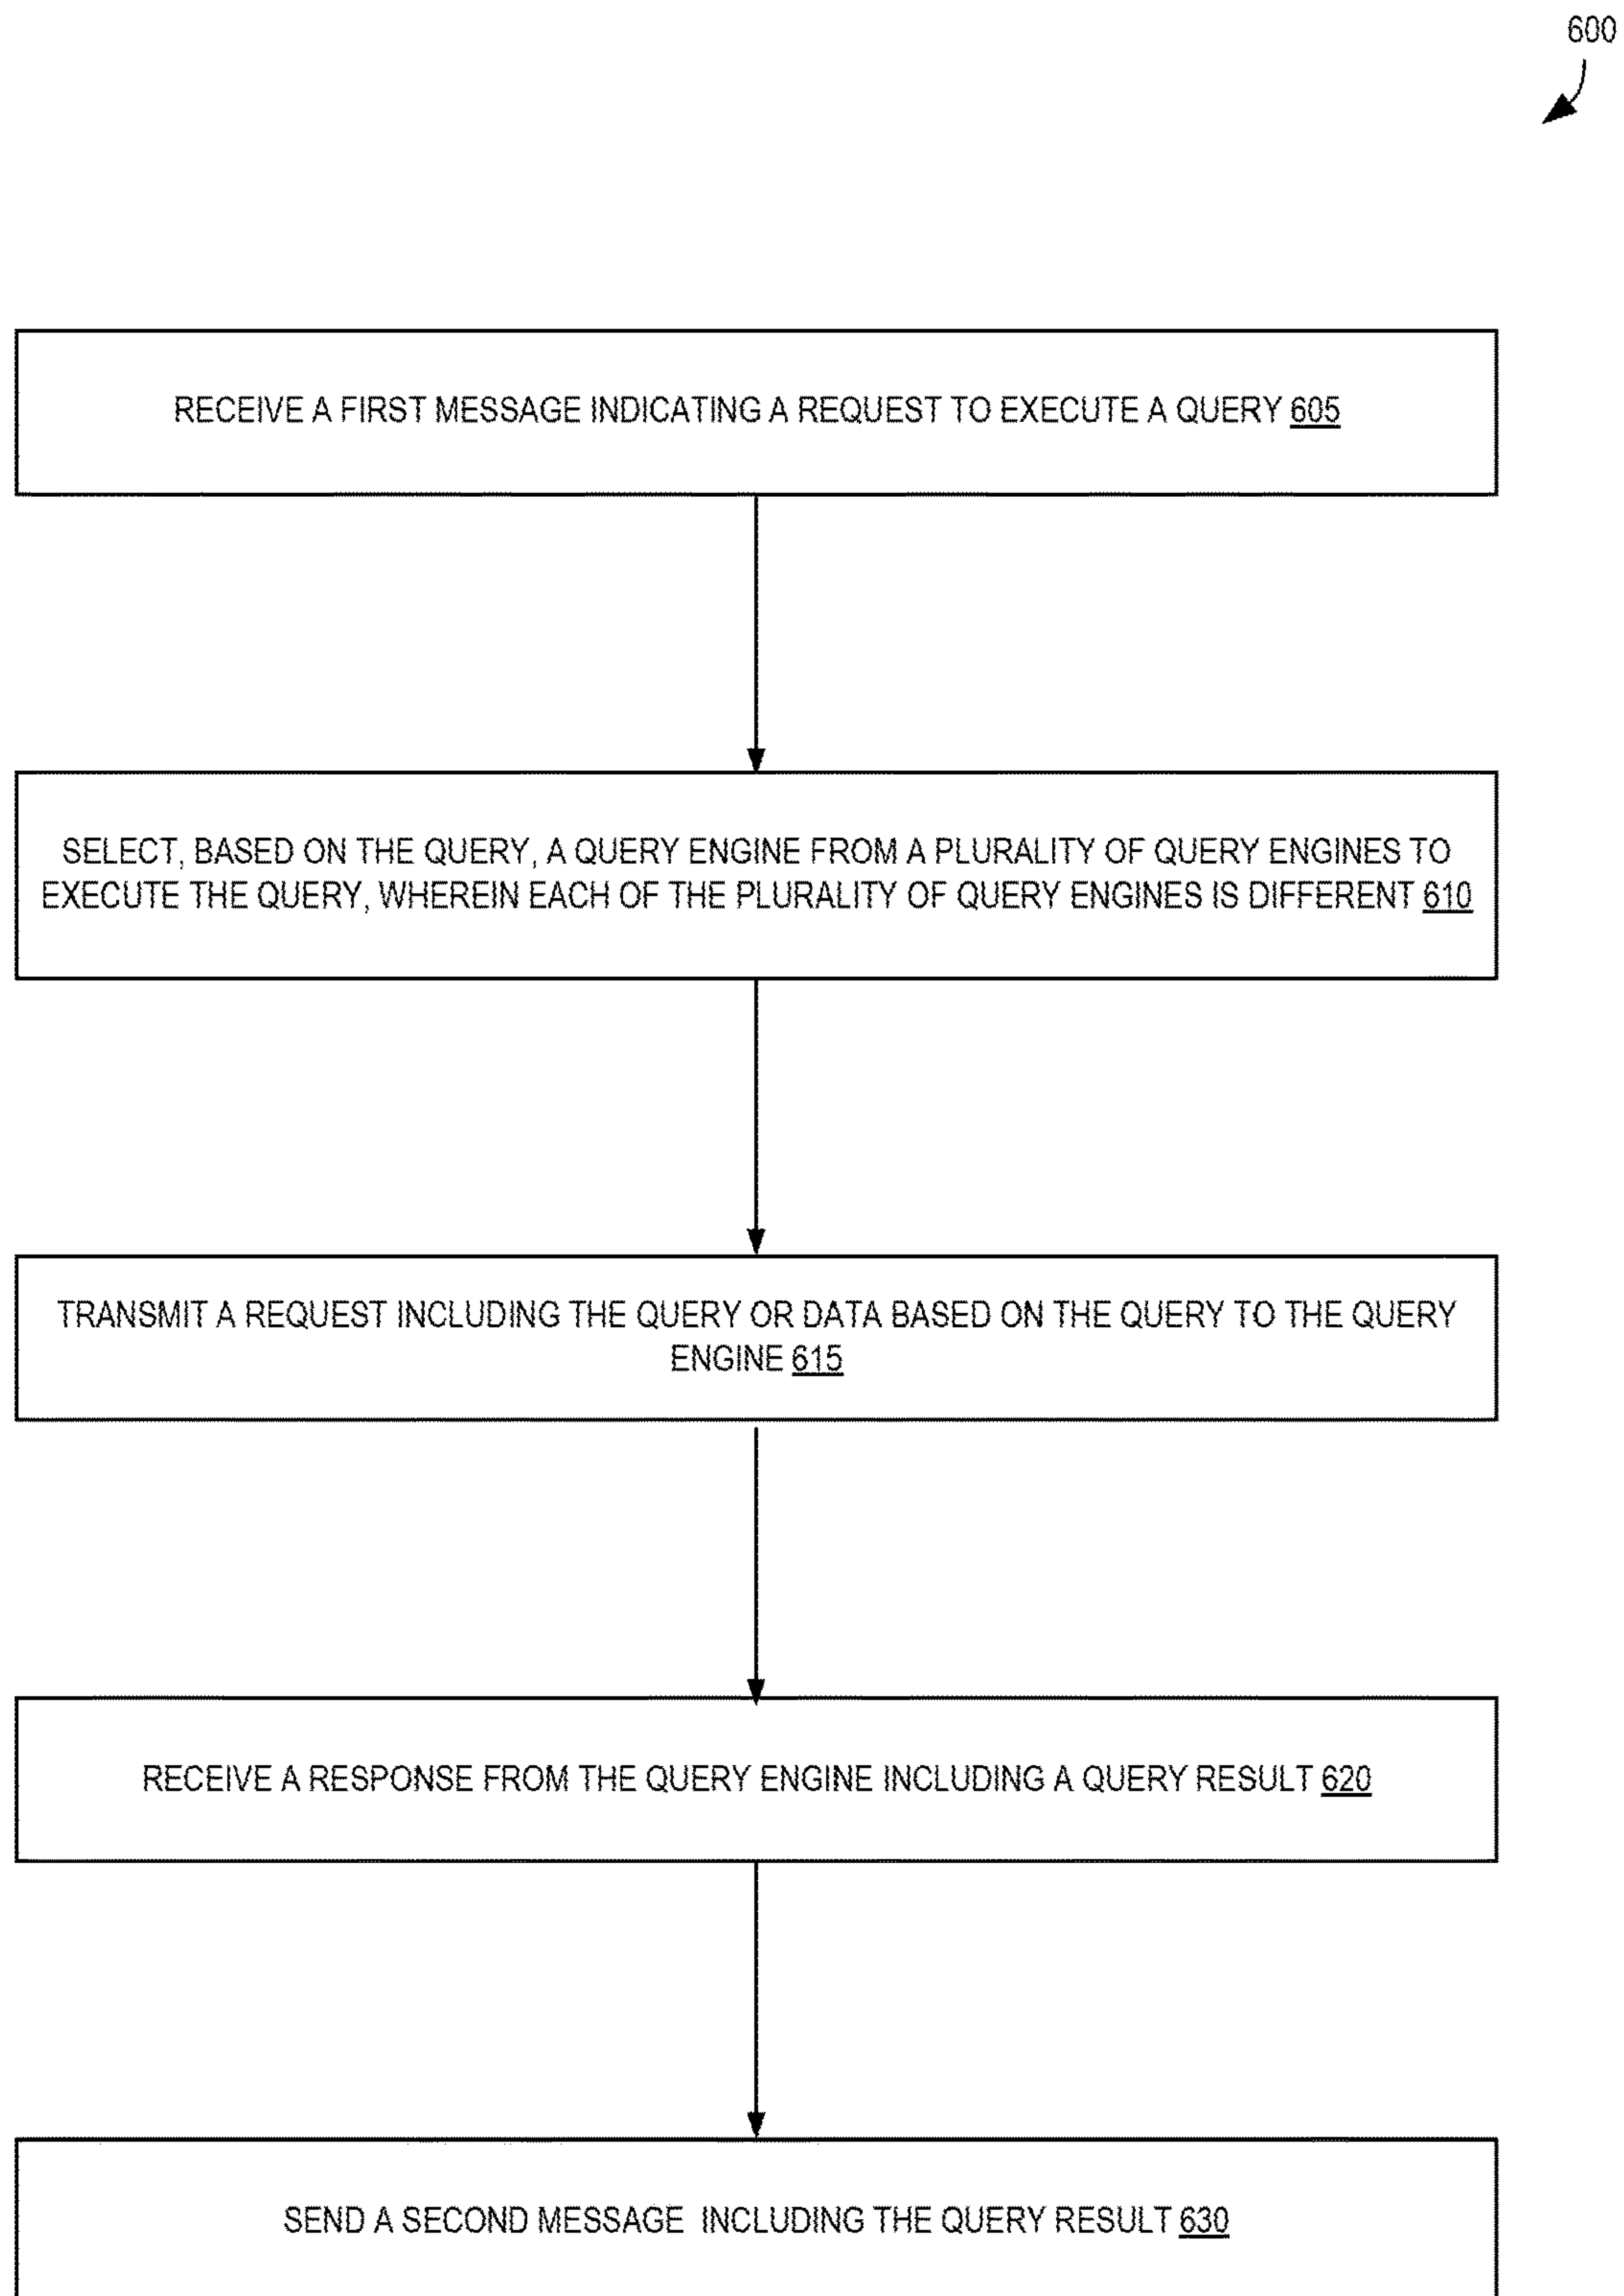 600
RECEIVE A FIRST MESSAGE INDICATING A REQUEST TO EXECUTE A QUERY 605
SELECT, BASED ON THE QUERY, A QUERY ENGINE FROM A PLURALITY OF QUERY ENGINES TO
EXECUTE THE QUERY, WHEREIN EACH OF THE PLURALITY OF QUERY ENGINES IS DIFFERENT 610
TRANSMIT A REQUEST INCLUDING THE QUERY OR DATA BASED ON THE QUERY TO THE QUERY
ENGINE 615
RECEIVE A RESPONSE FROM THE QUERY ENGINE INCLUDING A QUERY RESULT 620
SEND A SECOND MESSAGE  INCLUDING THE QUERY RESULT 630